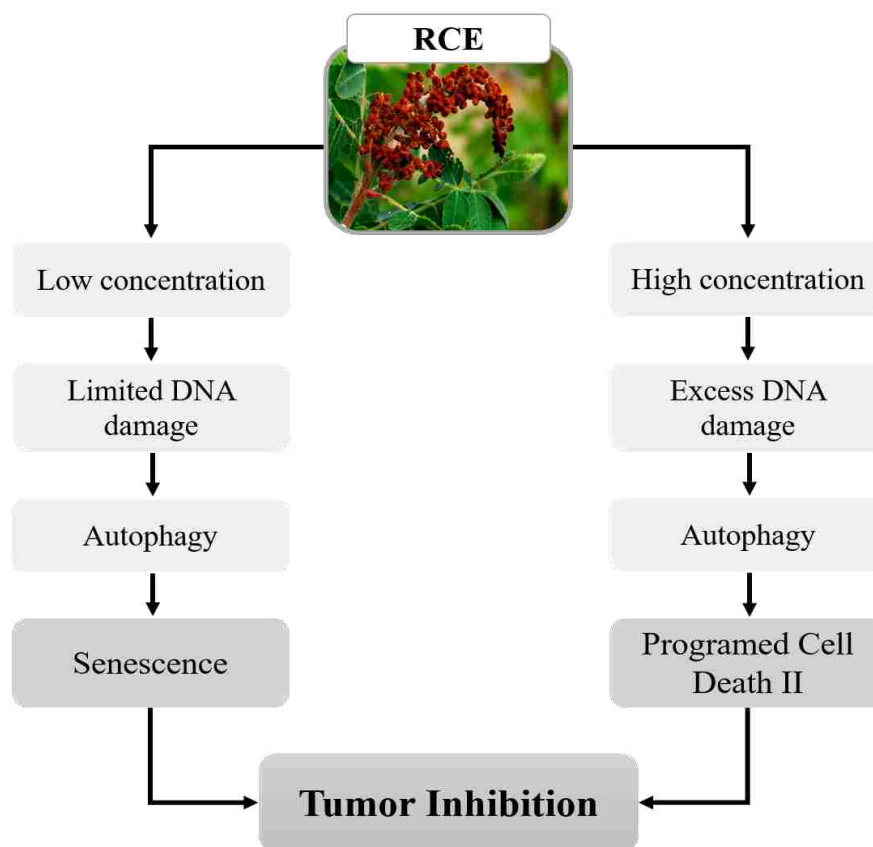 RCE
Low concentration
High concentration
Limited DNA
damage
Excess DNA
damage
Autophagy
Autophagy
Senescence
Programed Cell
Death II
Tumor Inhibition